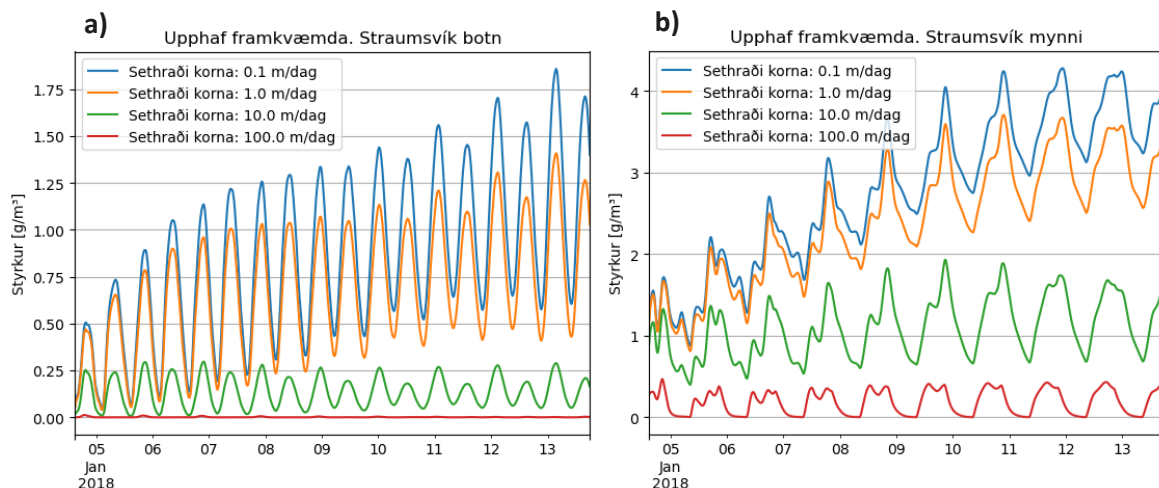 a)
Upphaf framkvæmda. Straumsvík botn
Sethraði korna: 0.1 m/dag
Sethraði korna: 1.0 m/dag
Sethraði korna: 10.0 m/dag
Sethraði korna: 100.0 m/dag
Styrkur [g/m³]
1.75
1.50
1.25
1.00
0.75
0.50
0.25
0.00
05 06 07 08 09 10 11 12 13
Jan
2018
b)
Upphaf framkvæmda. Straumsvík mynni
Sethraði korna: 0.1 m/dag
Sethraði korna: 1.0 m/dag
Sethraði korna: 10.0 m/dag
Sethraði korna: 100.0 m/dag
Styrkur [g/m³]
4
3
2
1
0
05 06 07 08 09 10 11 12 13
Jan
2018